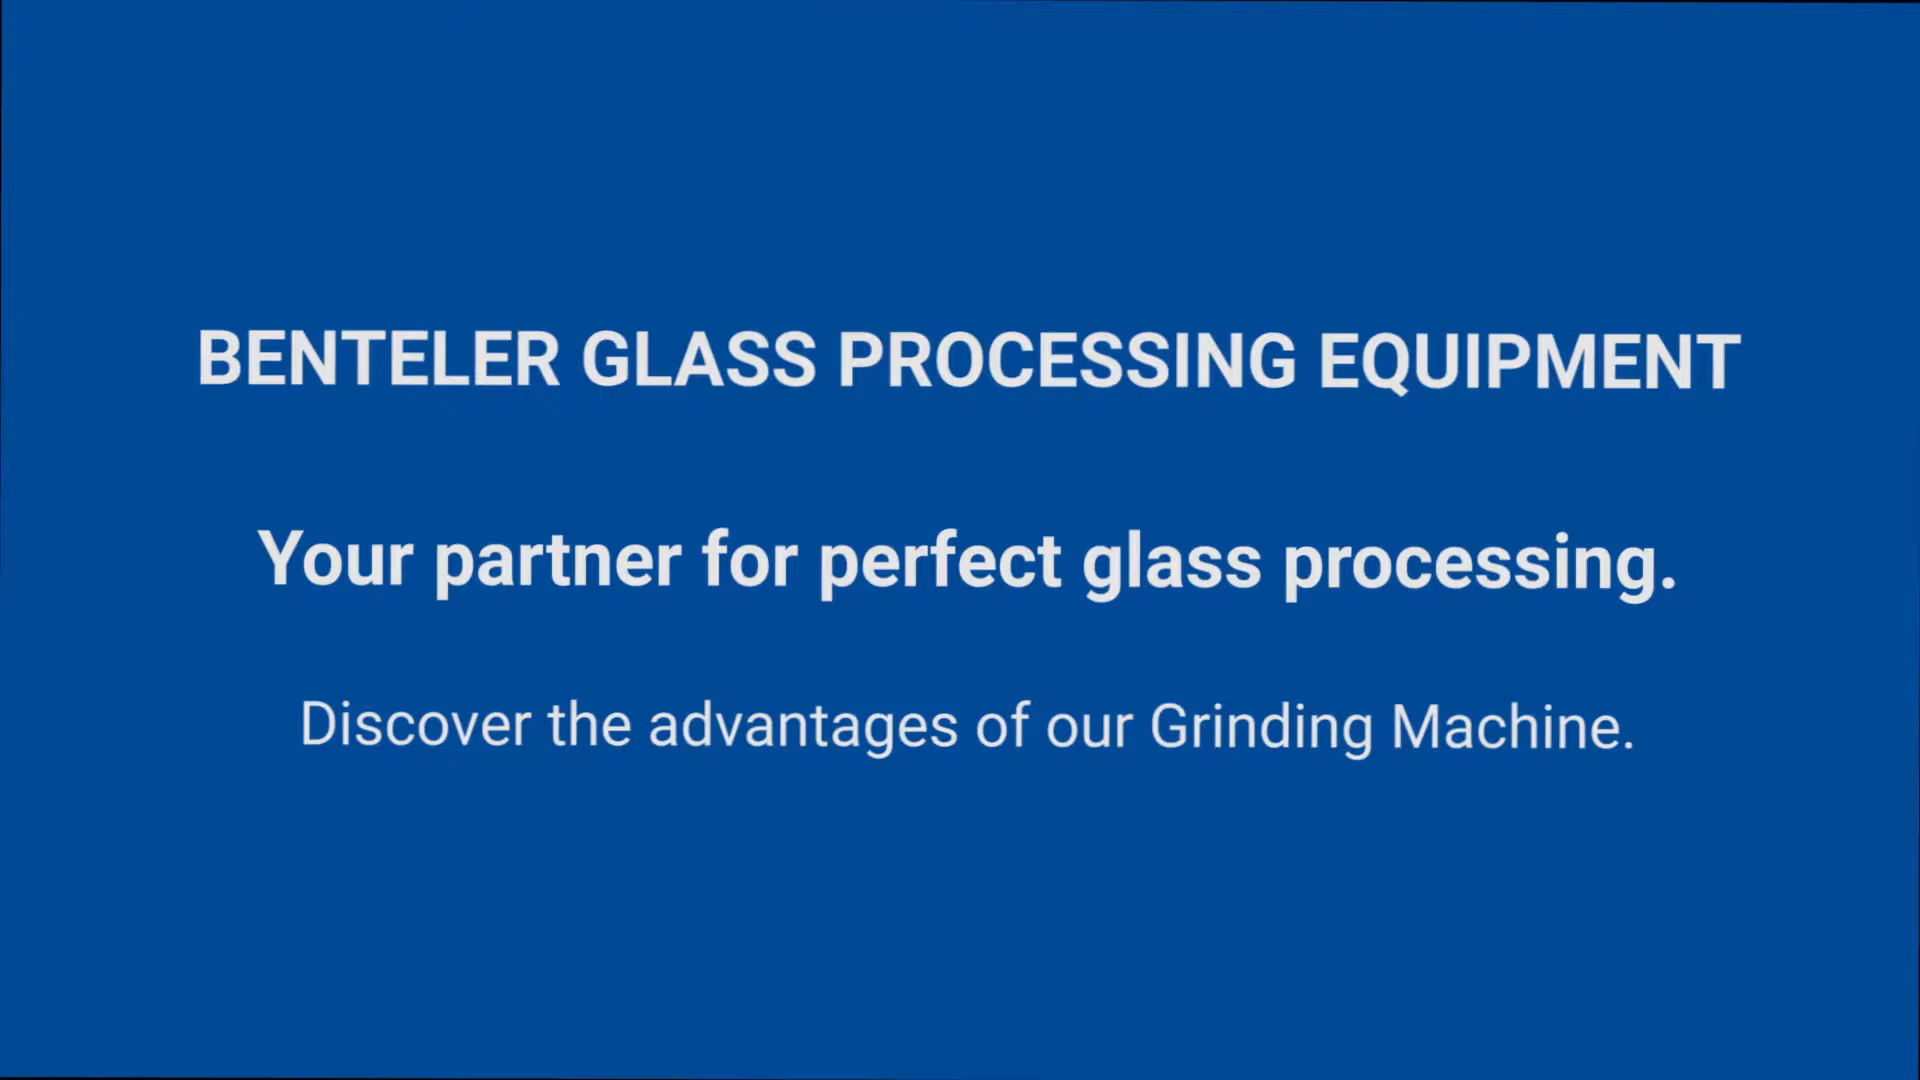 BENTELER GLASS PROCESSING EQUIPMENT
Your partner for perfect glass processing.
Discover the advantages of our Grinding Machine.